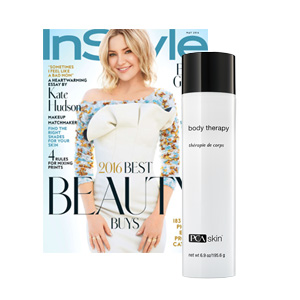 InStyle
MAY 2016
"SOMETIMES
I FEEL LIKE
A BAD MOM"
A HEARTWARMING
ESSAY BY
Kate
Hudson
MAKEUP
MATCHMAKER
FIND THE
RIGHT
SHADES
FOR YOUR
SKIN
4 RULES
FOR MIXING
PRINTS
2016 BEST
BEAUTY
BUYS
body therapy
thérapie de corps
PCA skin
net wt 6.9 oz/195.6 g